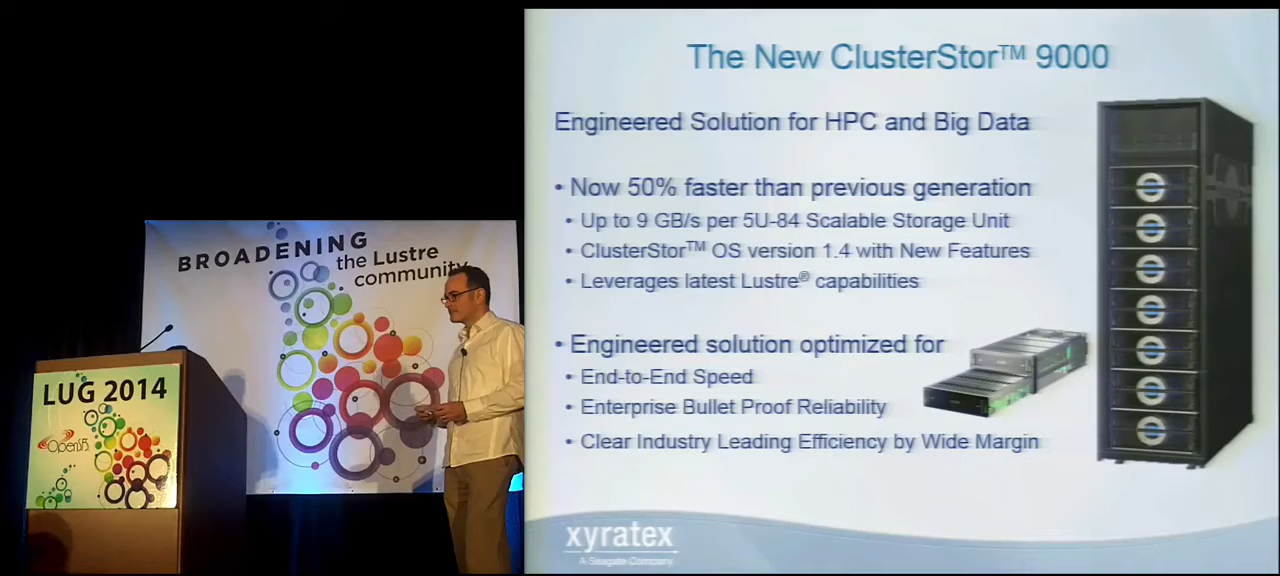 BROADENING
the Lustre
community
LUG 2014
OpenSFS
The New ClusterStor™ 9000
Engineered Solution for HPC and Big Data
• Now 50% faster than previous generation
• Up to 9 GB/s per 5U-84 Scalable Storage Unit
• ClusterStor™ OS version 1.4 with New Features
• Leverages latest Lustre® capabilities
• Engineered solution optimized for
• End-to-End Speed
• Enterprise Bullet Proof Reliability
• Clear Industry Leading Efficiency by Wide Margin
xyratex
A Seagate Company